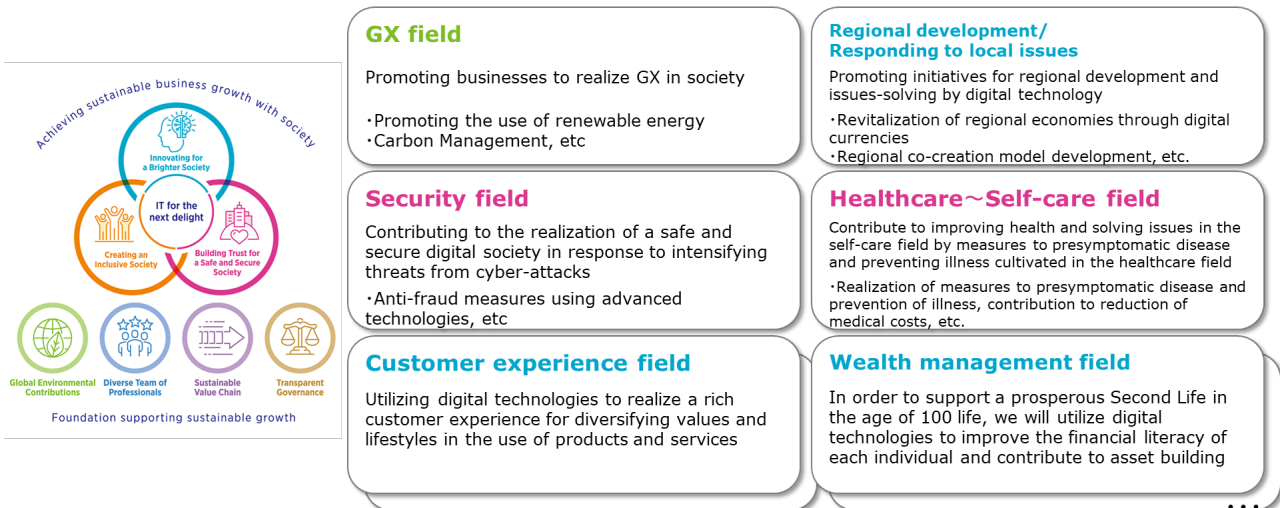 Achieving sustainable business growth with society
Innovating for
a Brighter Society
IT for the
next delight
Creating an
Inclusive Society
Building Trust for
a Safe and Secure
Society
Global Environmental
Contributions
Diverse Team of
Professionals
Sustainable
Value Chain
Transparent
Governance
Foundation supporting sustainable growth
GX field
Promoting businesses to realize GX in society
・Promoting the use of renewable energy
・Carbon Management, etc
Regional development/
Responding to local issues
Promoting initiatives for regional development and
issues-solving by digital technology
・Revitalization of regional economies through digital
currencies
・Regional co-creation model development, etc.
Security field
Contributing to the realization of a safe and
secure digital society in response to intensifying
threats from cyber-attacks
・Anti-fraud measures using advanced
technologies, etc
Healthcare～Self-care field
Contribute to improving health and solving issues in the
self-care field by measures to presymptomatic disease
and preventing illness cultivated in the healthcare field
・Realization of measures to presymptomatic disease and
prevention of illness, contribution to reduction of
medical costs, etc.
Customer experience field
Utilizing digital technologies to realize a rich
customer experience for diversifying values and
lifestyles in the use of products and services
Wealth management field
In order to support a prosperous Second Life in
the age of 100 life, we will utilize digital
technologies to improve the financial literacy of
each individual and contribute to asset building
…